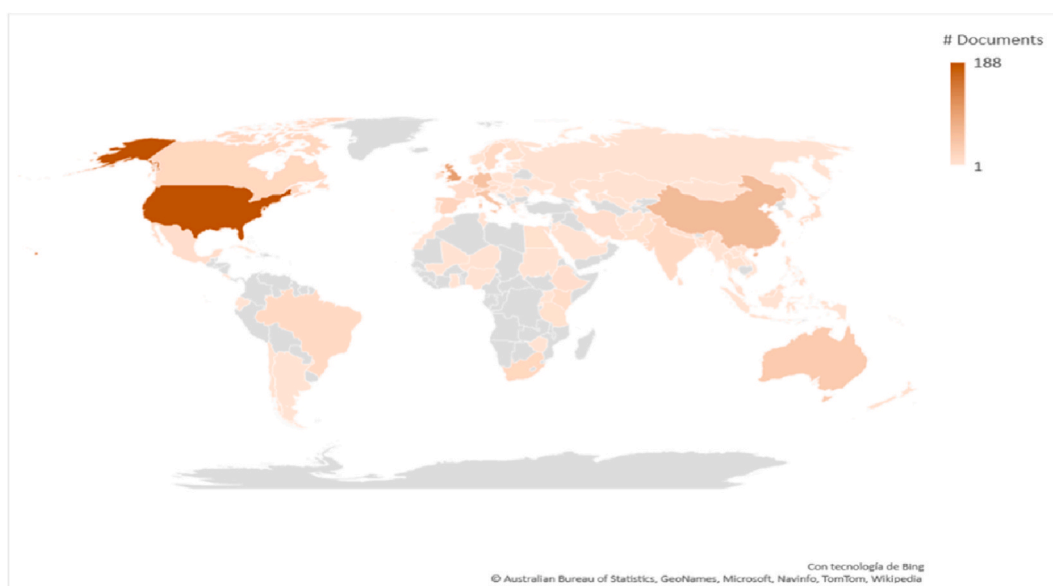 # Documents
188
1
Con tecnología de Bing
© Australian Bureau of Statistics, GeoNames, Microsoft, Navinfo, TomTom, Wikipedia